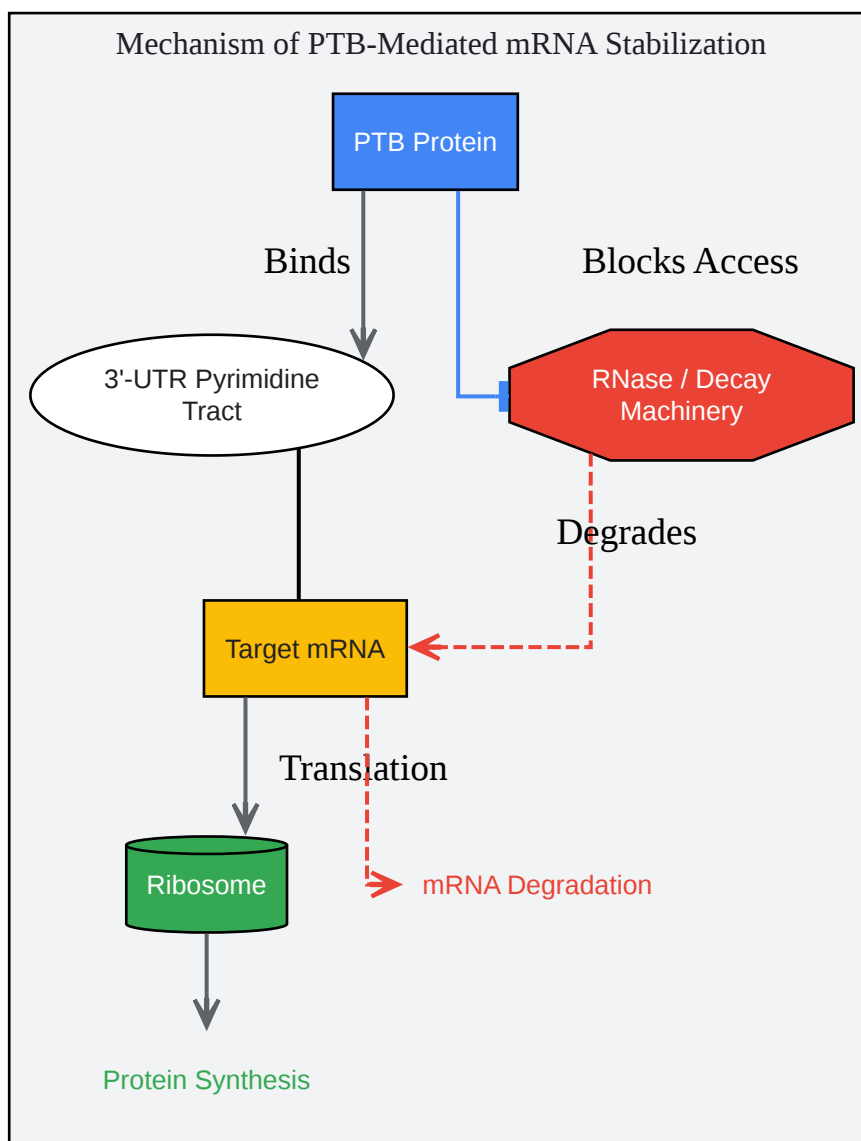 Mechanism of PTB-Mediated mRNA Stabilization
PTB Protein
Binds
Blocks Access
3'-UTR Pyrimidine
Tract
RNase / Decay
Machinery
Degrades
Target mRNA
Translation
Ribosome
mRNA Degradation
Protein Synthesis